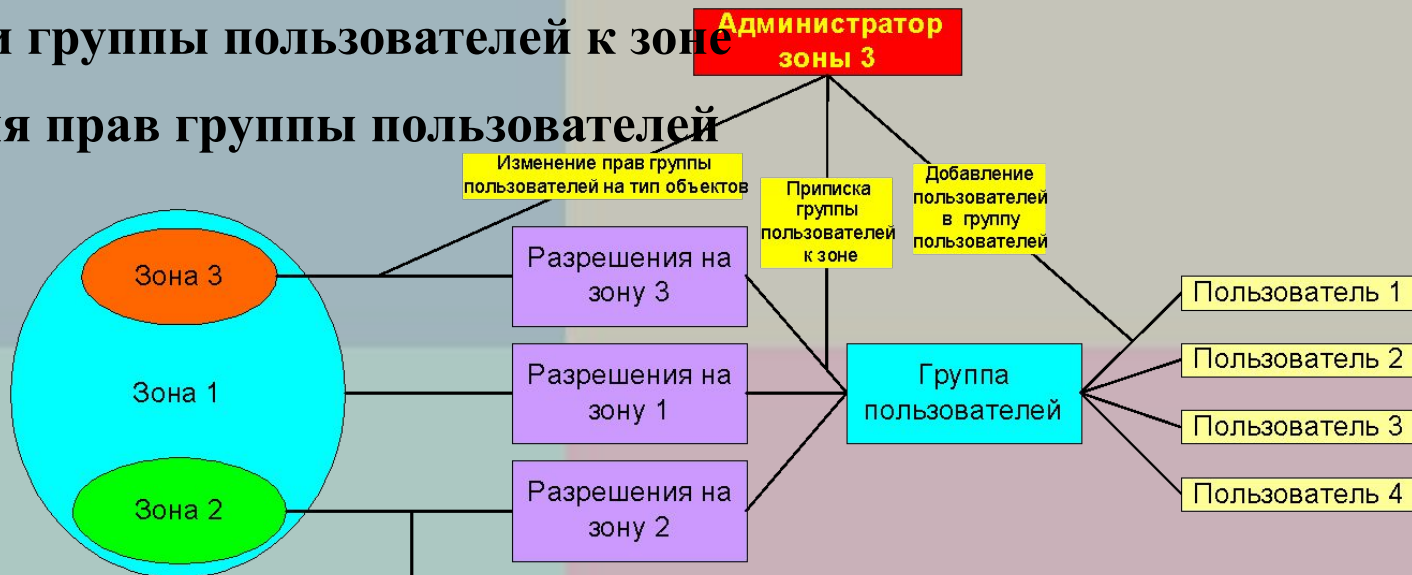 и группы пользователей к зоне
я прав группы пользователей
Администратор
зоны 3
Изменение прав группы
пользователей на тип объектов
Приписка
группы
пользователей
к зоне
Добавление
пользователей
в группу
пользователей
Зона 3
Зона 1
Зона 2
Разрешения на
зону 3
Разрешения на
зону 1
Разрешения на
зону 2
Группа
пользователей
Пользователь 1
Пользователь 2
Пользователь 3
Пользователь 4